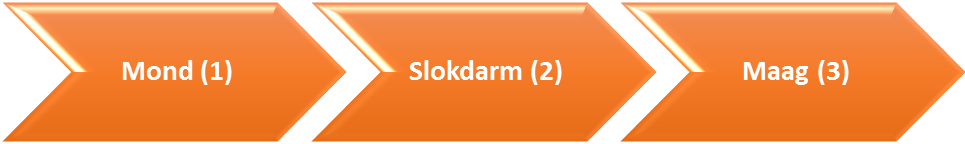 Mond (1)
Slokdarm (2)
Maag (3)